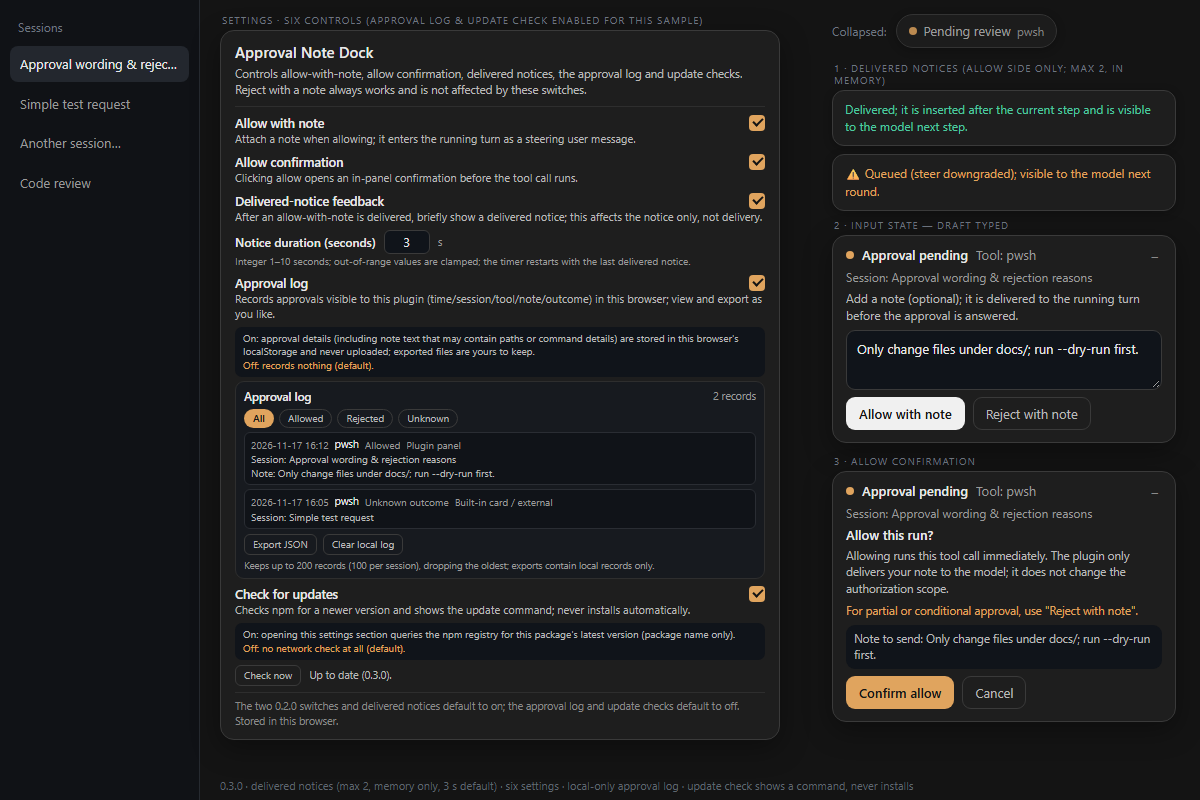 Sessions
Approval wording & rejec...
Simple test request
Another session...
Code review
SETTINGS · SIX CONTROLS (APPROVAL LOG & UPDATE CHECK ENABLED FOR THIS SAMPLE)
Approval Note Dock
Controls allow-with-note, allow confirmation, delivered notices, the approval log and update checks.
Reject with a note always works and is not affected by these switches.
Allow with note
Attach a note when allowing; it enters the running turn as a steering user message.
Allow confirmation
Clicking allow opens an in-panel confirmation before the tool call runs.
Delivered-notice feedback
After an allow-with-note is delivered, briefly show a delivered notice; this affects the notice only, not delivery.
Notice duration (seconds) 3 s
Integer 1–10 seconds; out-of-range values are clamped; the timer restarts with the last delivered notice.
Approval log
Records approvals visible to this plugin (time/session/tool/note/outcome) in this browser; view and export as
you like.
On: approval details (including note text that may contain paths or command details) are stored in this browser's
localStorage and never uploaded; exported files are yours to keep.
Off: records nothing (default).
Approval log 2 records
All Allowed Rejected Unknown
2026-11-17 16:12 pwsh Allowed Plugin panel
Session: Approval wording & rejection reasons
Note: Only change files under docs/; run --dry-run first.
2026-11-17 16:05 pwsh Unknown outcome Built-in card / external
Session: Simple test request
Export JSON Clear local log
Keeps up to 200 records (100 per session), dropping the oldest; exports contain local records only.
Check for updates
Checks npm for a newer version and shows the update command; never installs automatically.
On: opening this settings section queries the npm registry for this package's latest version (package name only).
Off: no network check at all (default).
Check now Up to date (0.3.0).
The two 0.2.0 switches and delivered notices default to on; the approval log and update checks default to off.
Stored in this browser.
Collapsed: Pending review pwsh
1 · DELIVERED NOTICES (ALLOW SIDE ONLY; MAX 2, IN
MEMORY)
Delivered; it is inserted after the current step and is visible
to the model next step.
⚠ Queued (steer downgraded); visible to the model next
round.
2 · INPUT STATE — DRAFT TYPED
Approval pending Tool: pwsh –
Session: Approval wording & rejection reasons
Add a note (optional); it is delivered to the running turn
before the approval is answered.
Only change files under docs/; run --dry-run first.
Allow with note Reject with note
3 · ALLOW CONFIRMATION
Approval pending Tool: pwsh –
Session: Approval wording & rejection reasons
Allow this run?
Allowing runs this tool call immediately. The plugin only
delivers your note to the model; it does not change the
authorization scope.
For partial or conditional approval, use "Reject with note".
Note to send: Only change files under docs/; run --dry-run
first.
Confirm allow Cancel
0.3.0 · delivered notices (max 2, memory only, 3 s default) · six settings · local-only approval log · update check shows a command, never installs